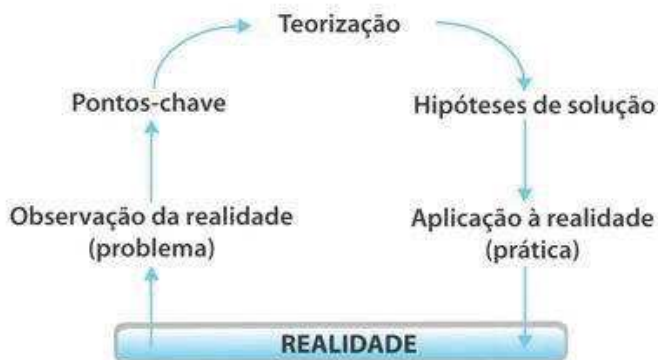 Teorização
Pontos-chave
Hipóteses de solução
Observação da realidade
(problema)
Aplicação à realidade
(prática)
REALIDADE